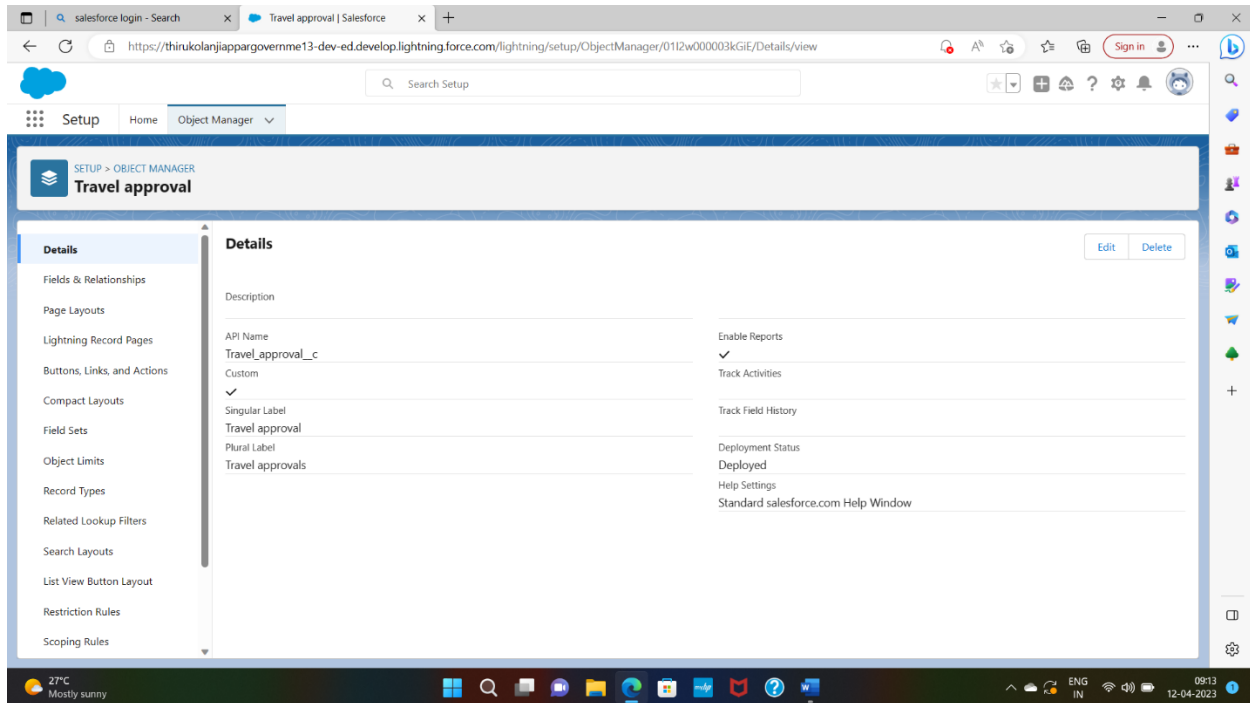 salesforce login - Search
Travel approval | Salesforce
https://thirukolanjiappargovernme13-dev-ed.develop.lightning.force.com/lightning/setup/ObjectManager/01I2w000003kGiE/Details/view
Sign in
Search Setup
Setup
Home
Object Manager
SETUP > OBJECT MANAGER
Travel approval
Details
Fields & Relationships
Page Layouts
Lightning Record Pages
Buttons, Links, and Actions
Compact Layouts
Field Sets
Object Limits
Record Types
Related Lookup Filters
Search Layouts
List View Button Layout
Restriction Rules
Scoping Rules
Details
Edit
Delete
Description
API Name
Travel_approval__c
Custom
Singular Label
Travel approval
Plural Label
Travel approvals
Enable Reports
Track Activities
Track Field History
Deployment Status
Deployed
Help Settings
Standard salesforce.com Help Window
27°C
Mostly sunny
ENG
IN
09:13
12-04-2023
1